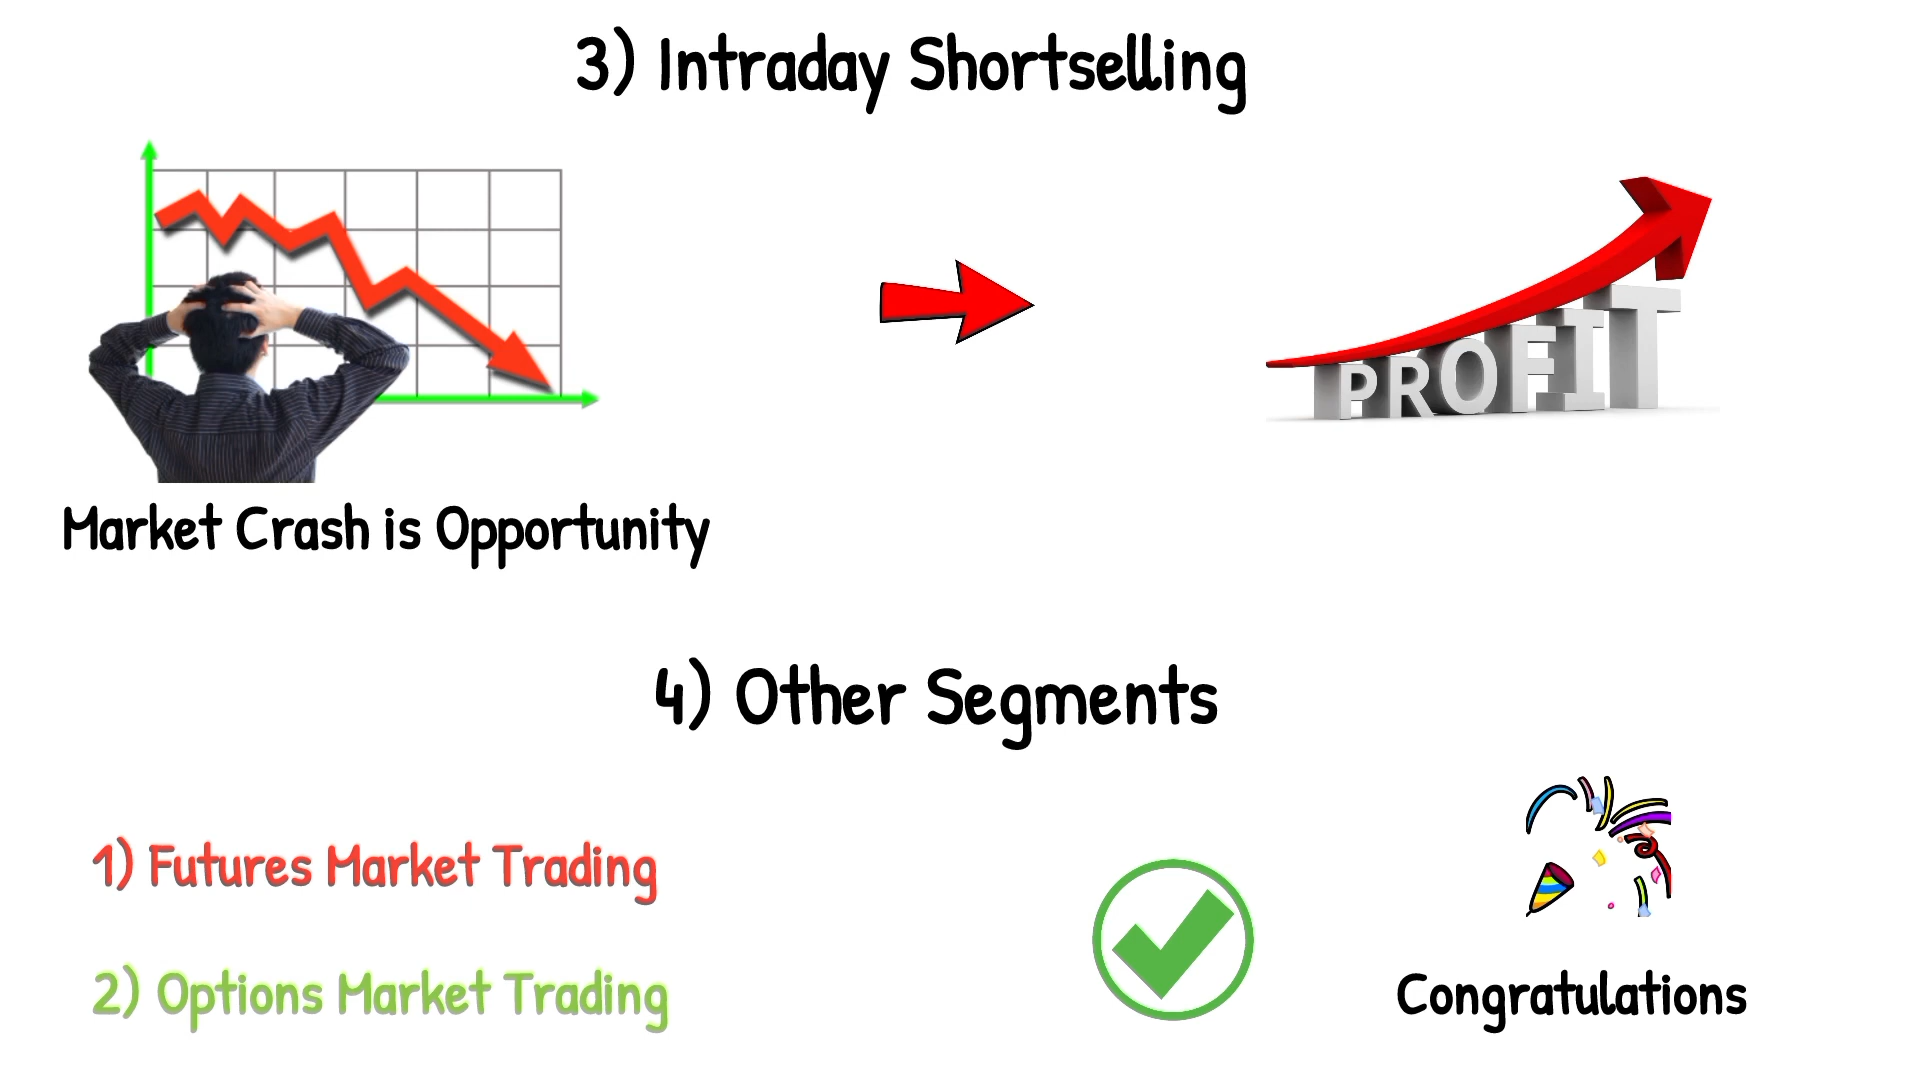 3) Intraday Shortselling
PROFIT
Market Crash is Opportunity
4) Other Segments
1) Futures Market Trading
2) Options Market Trading
Congratulations